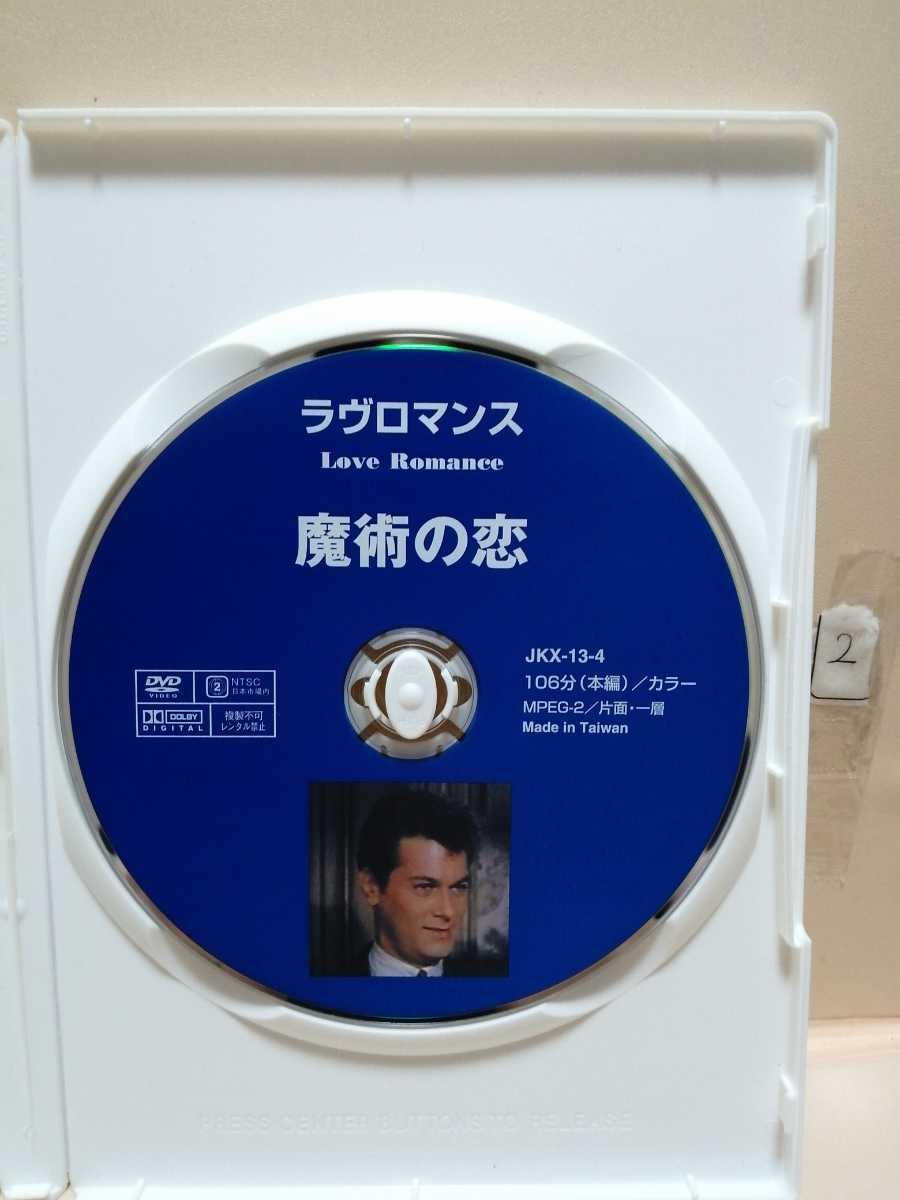 ラヴロマンス
Love Romance
魔術の恋
DVD
VIDEO
2
NTSC
日本市場内
DOLBY
DIGITAL
複製不可
レンタル禁止
JKX-13-4
106分(本編)/カラー
MPEG-2/片面・一層
Made in Taiwan
2
PRESS CENTER BUTTONS TO RELEASE